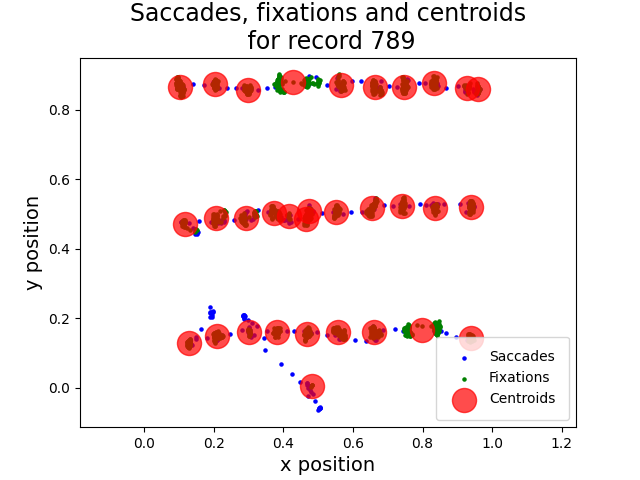 Saccades, fixations and centroids
for record 789
y position
0.8
0.6
0.4
0.2
0.0
0.0 0.2 0.4 0.6 0.8 1.0 1.2
x position
Saccades
Fixations
Centroids